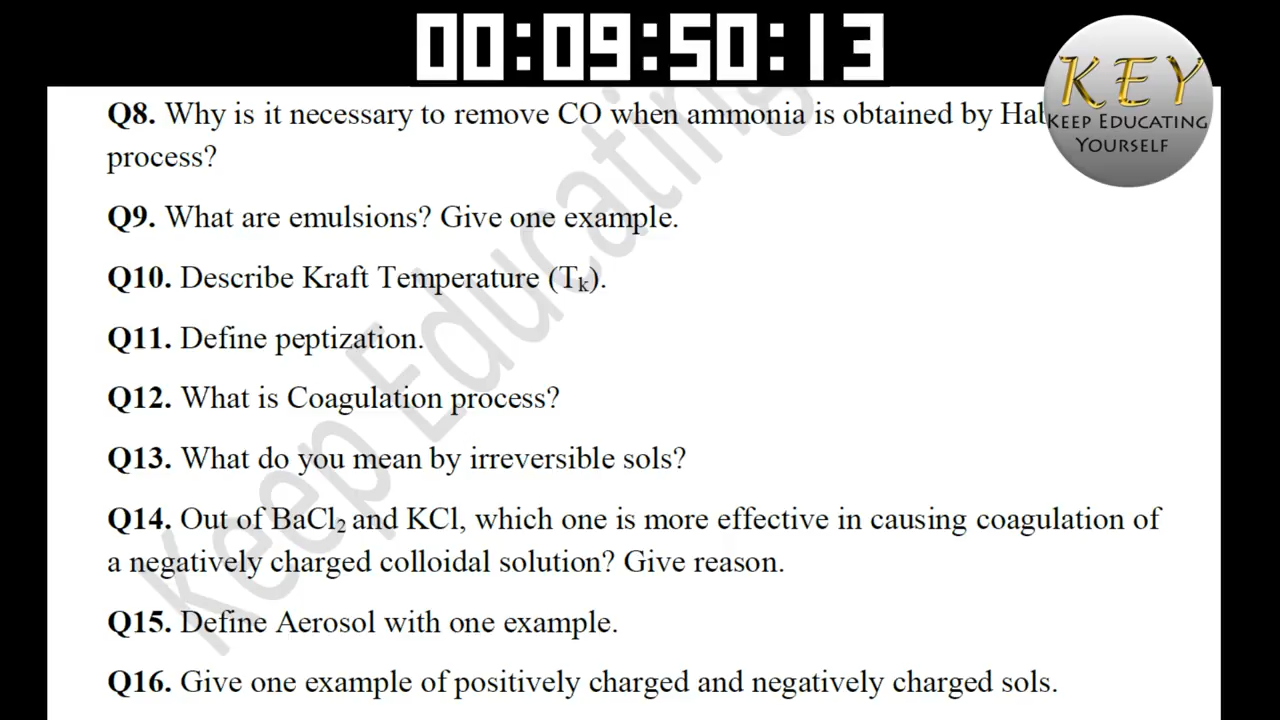 00:09:50:13
KEY
KEEP EDUCATING
YOURSELF
Q8. Why is it necessary to remove CO when ammonia is obtained by Hab
process?
Q9. What are emulsions? Give one example.
Q10. Describe Kraft Temperature (Tₖ).
Q11. Define peptization.
Q12. What is Coagulation process?
Q13. What do you mean by irreversible sols?
Q14. Out of BaCl₂ and KCl, which one is more effective in causing coagulation of
a negatively charged colloidal solution? Give reason.
Q15. Define Aerosol with one example.
Q16. Give one example of positively charged and negatively charged sols.
Keep Educating